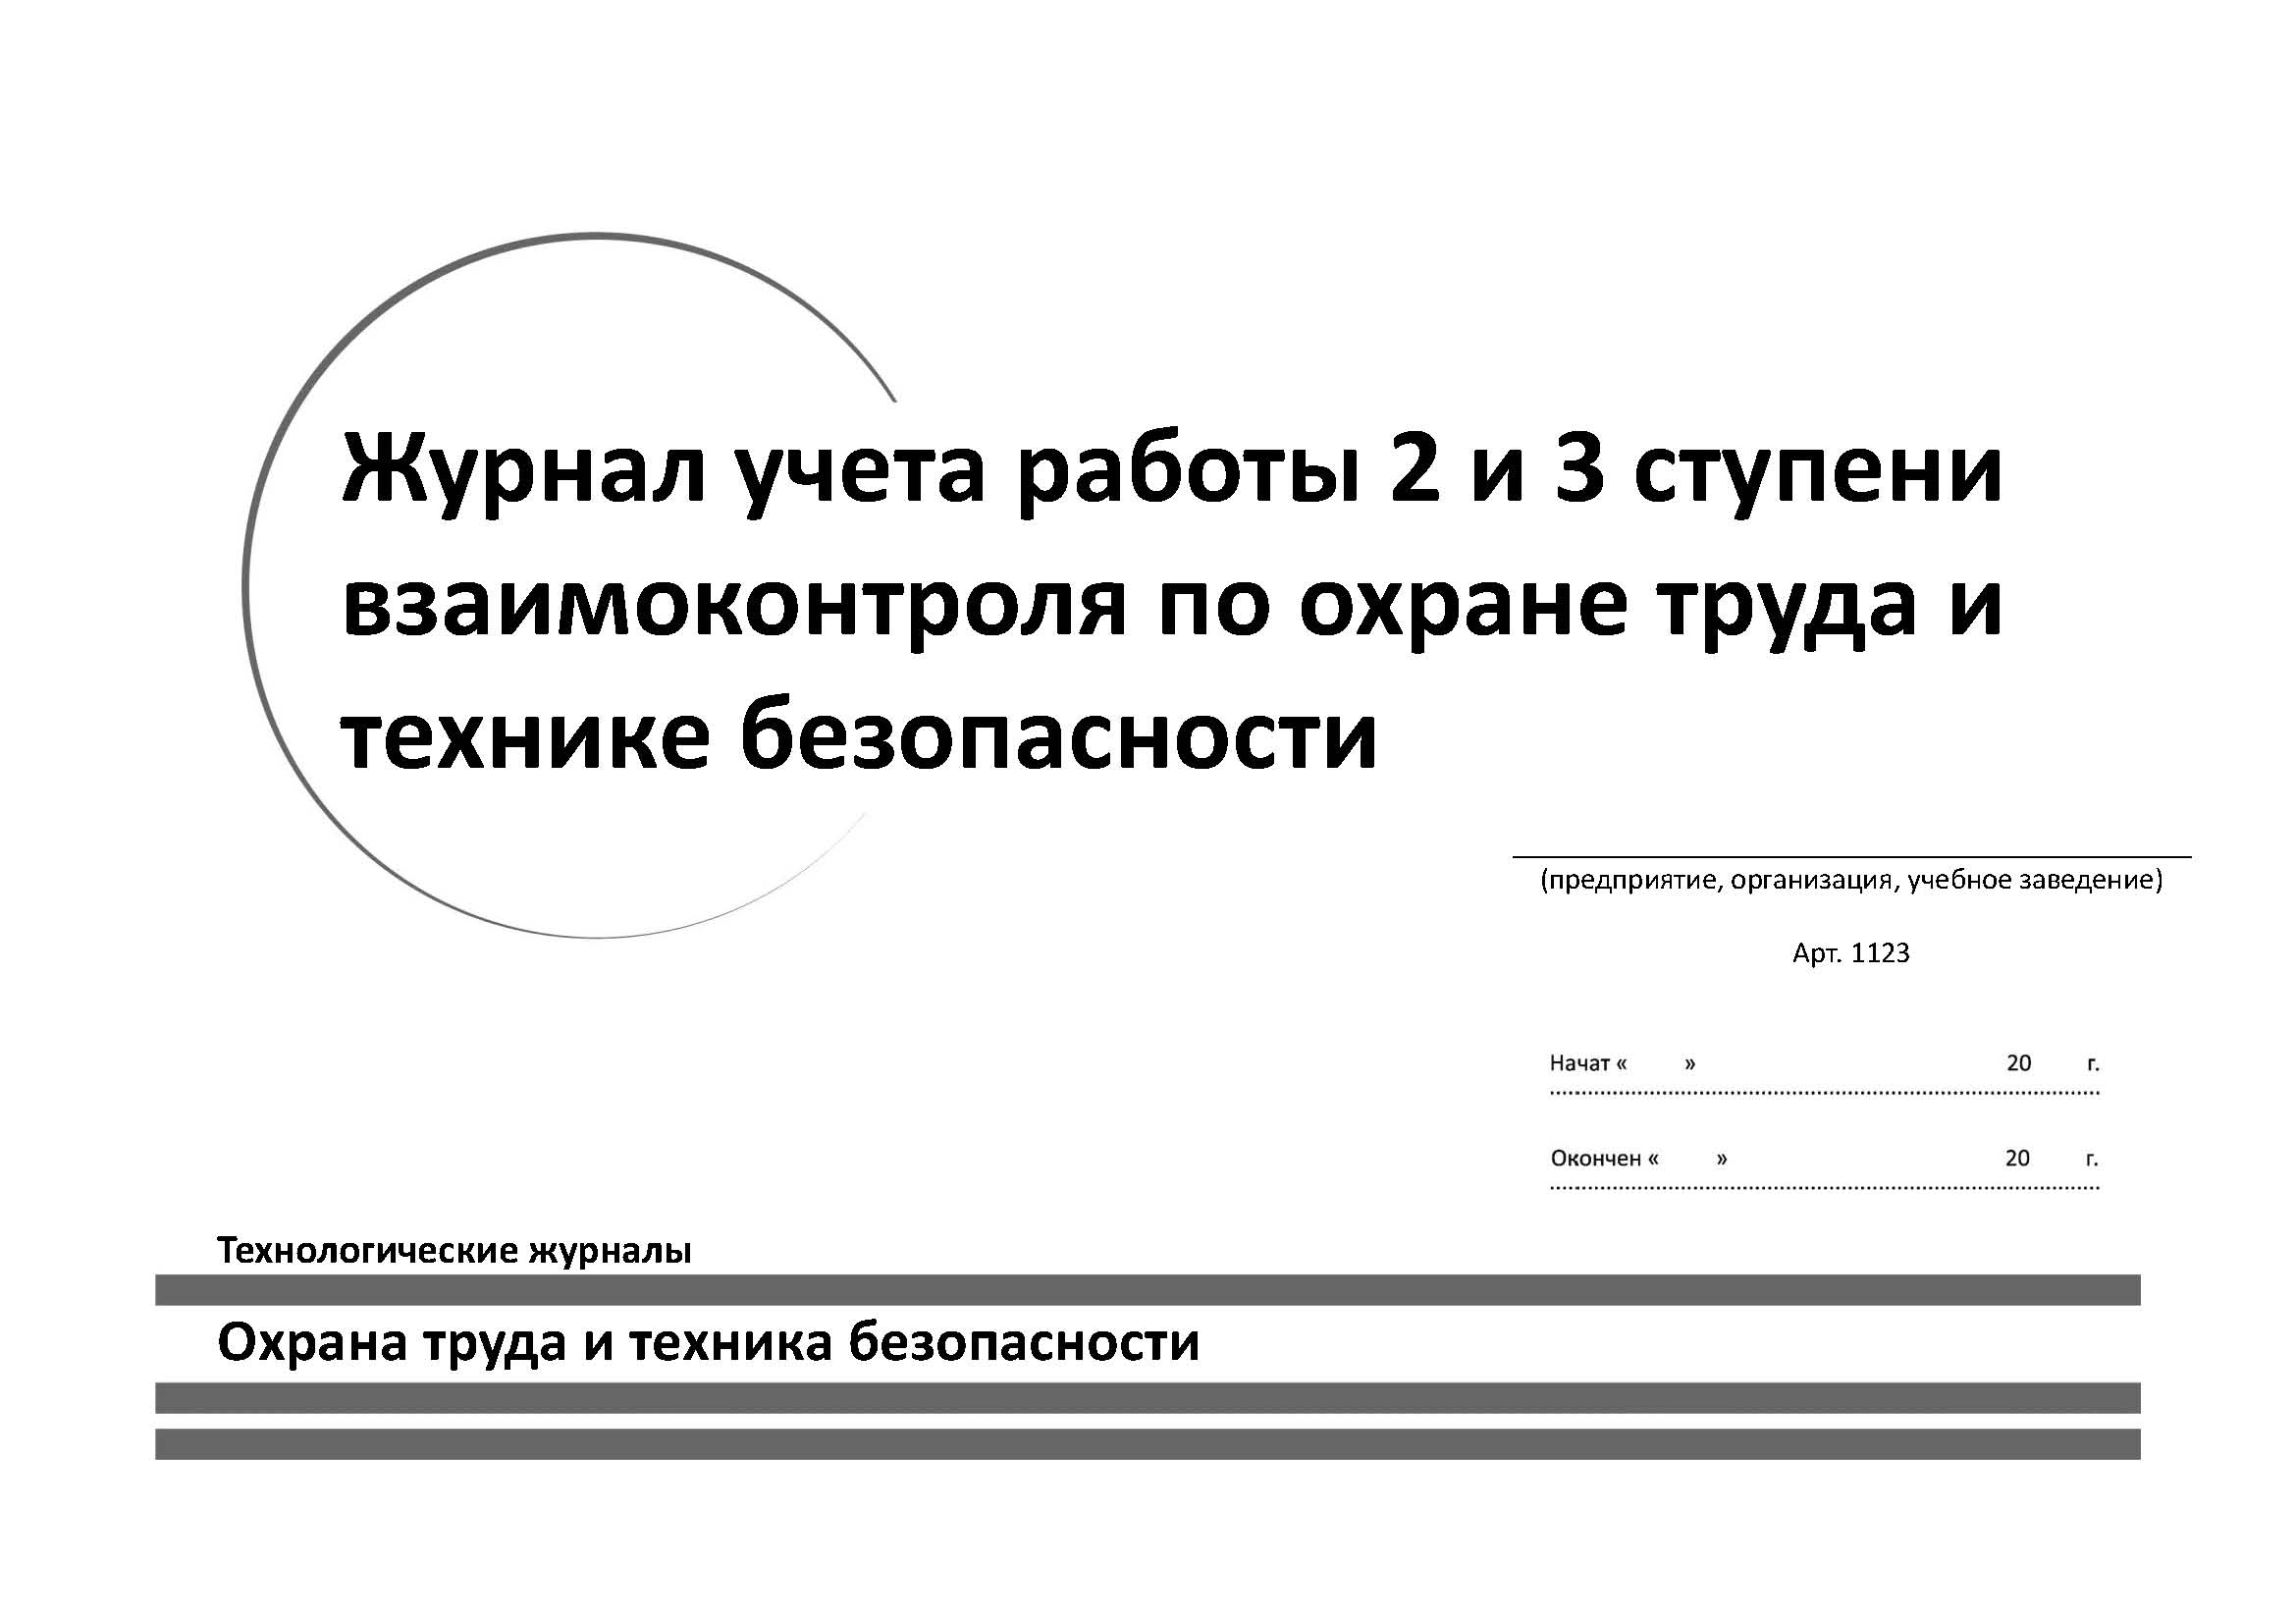 Журнал учета работы 2 и 3 ступени
взаимоконтроля по охране труда и
технике безопасности
(предприятие, организация, учебное заведение)
Арт. 1123
Начат « » 20 г.
Окончен « » 20 г.
Технологические журналы
Охрана труда и техника безопасности